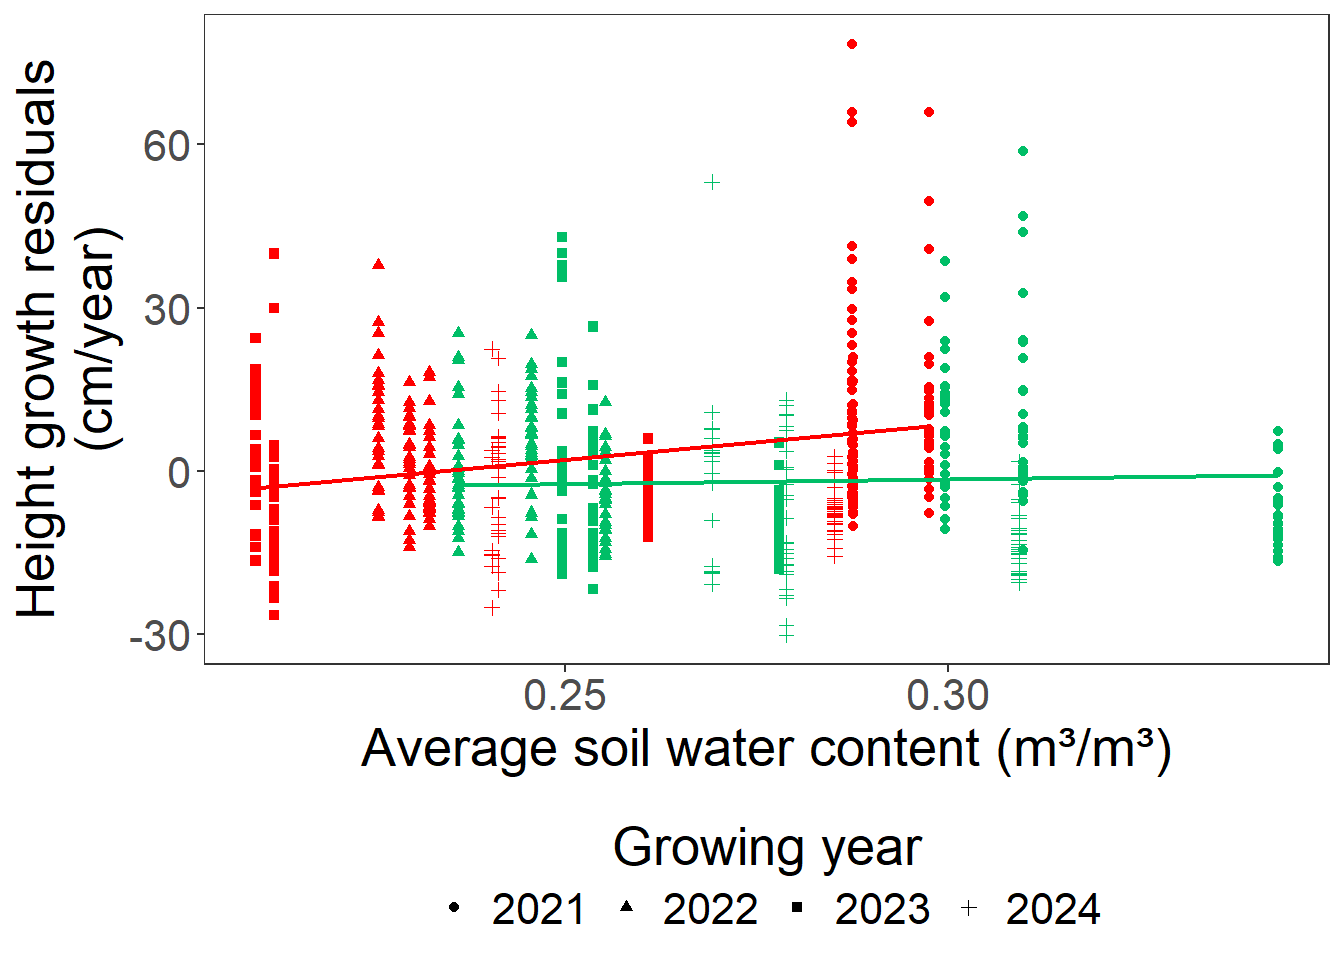 Height growth residuals
(cm/year)
60
30
0
-30
0.25 0.30
Average soil water content (m³/m³)
Growing year
2021 2022 2023 2024